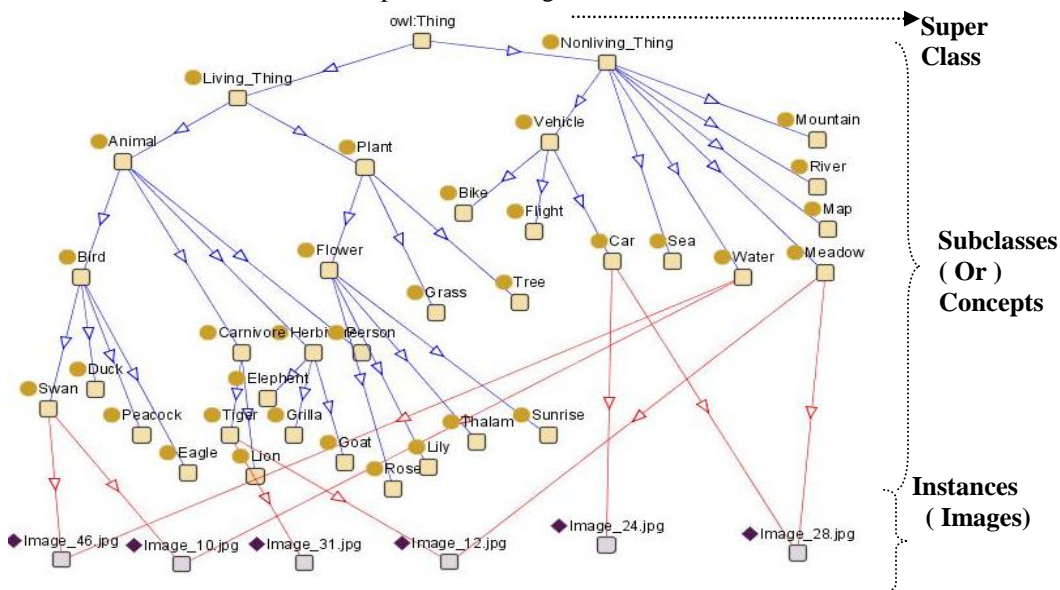 owl:Thing
Super
Class
Nonliving_Thing
Living_Thing
Mountain
Vehicle
Animal
Plant
River
Bike
Flight
Map
Car
Sea
Water
Meadow
Bird
Flower
Tree
Grass
Subclasses
( Or )
Concepts
Carnivore
Duck
Elephent
Swan
Peacock
Tiger
Grilla
Thalam
Sunrise
Goat
Lily
Eagle
Lion
Rose
Instances
( Images)
Image_46.jpg
Image_10.jpg
Image_31.jpg
Image_12.jpg
Image_24.jpg
Image_28.jpg